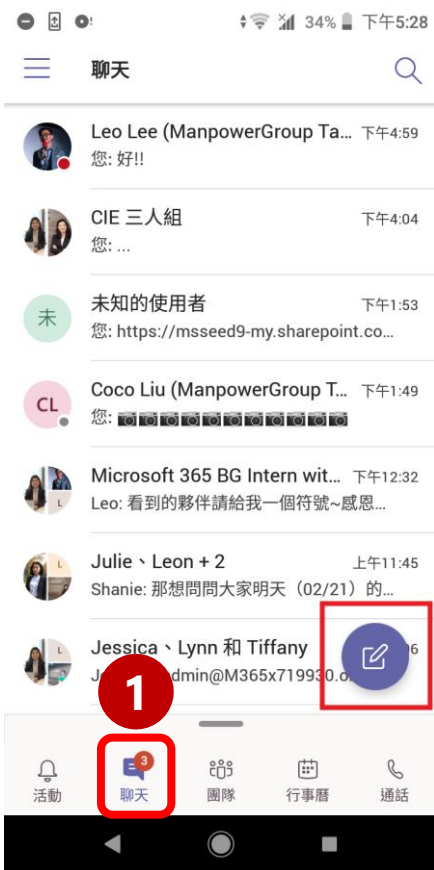 34% 下午5:28
聊天
Leo Lee (ManpowerGroup Ta... 下午4:59
您: 好!!
CIE 三人組 下午4:04
您: ...
未 未知的使用者 下午1:53
您: https://msseed9-my.sharepoint.co...
CL Coco Liu (ManpowerGroup T... 下午1:49
您: 📷📷📷📷📷📷📷📷📷📷📷
Microsoft 365 BG Intern wit... 下午12:32
L Leo: 看到的夥伴請給我一個符號~感恩...
L Julie、Leon + 2 上午11:45
Shanie: 那想問問大家明天（02/21）的...
L Jessica、Lynn 和 Tiffany
1
3
活動 聊天 團隊 行事曆 通話